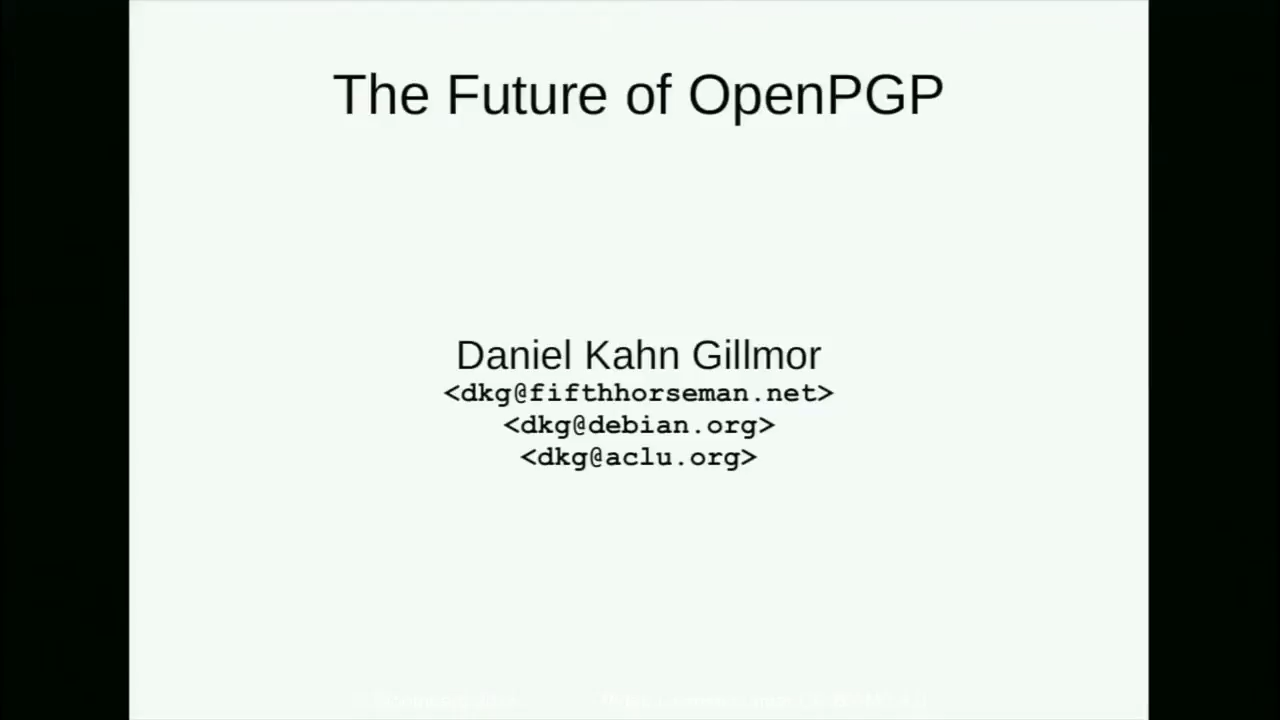 The Future of OpenPGP
Daniel Kahn Gillmor
<dkg@fifthhorseman.net>
<dkg@debian.org>
<dkg@aclu.org>